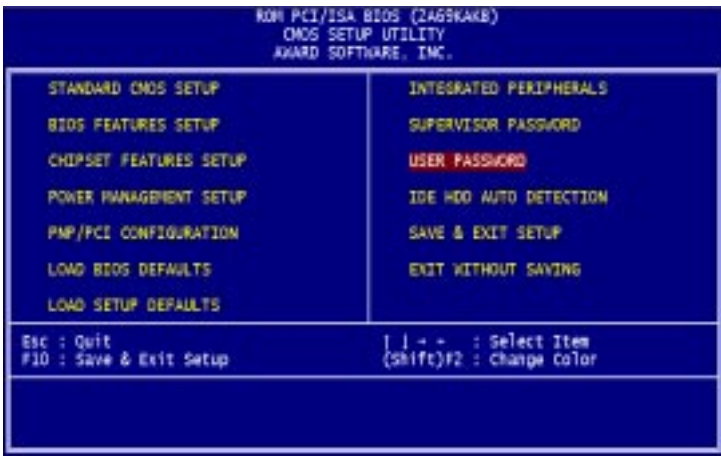 ROM PCI/ISA BIOS (2A69KAKB)
CMOS SETUP UTILITY
AWARD SOFTWARE, INC.
STANDARD CMOS SETUP
BIOS FEATURES SETUP
CHIPSET FEATURES SETUP
POWER MANAGEMENT SETUP
PNP/PCI CONFIGURATION
LOAD BIOS DEFAULTS
LOAD SETUP DEFAULTS
INTEGRATED PERIPHERALS
SUPERVISOR PASSWORD
USER PASSWORD
IDE HDD AUTO DETECTION
SAVE & EXIT SETUP
EXIT WITHOUT SAVING
Esc : Quit
F10 : Save & Exit Setup
↑ ↓ → ← : Select Item
(Shift)F2 : Change Color